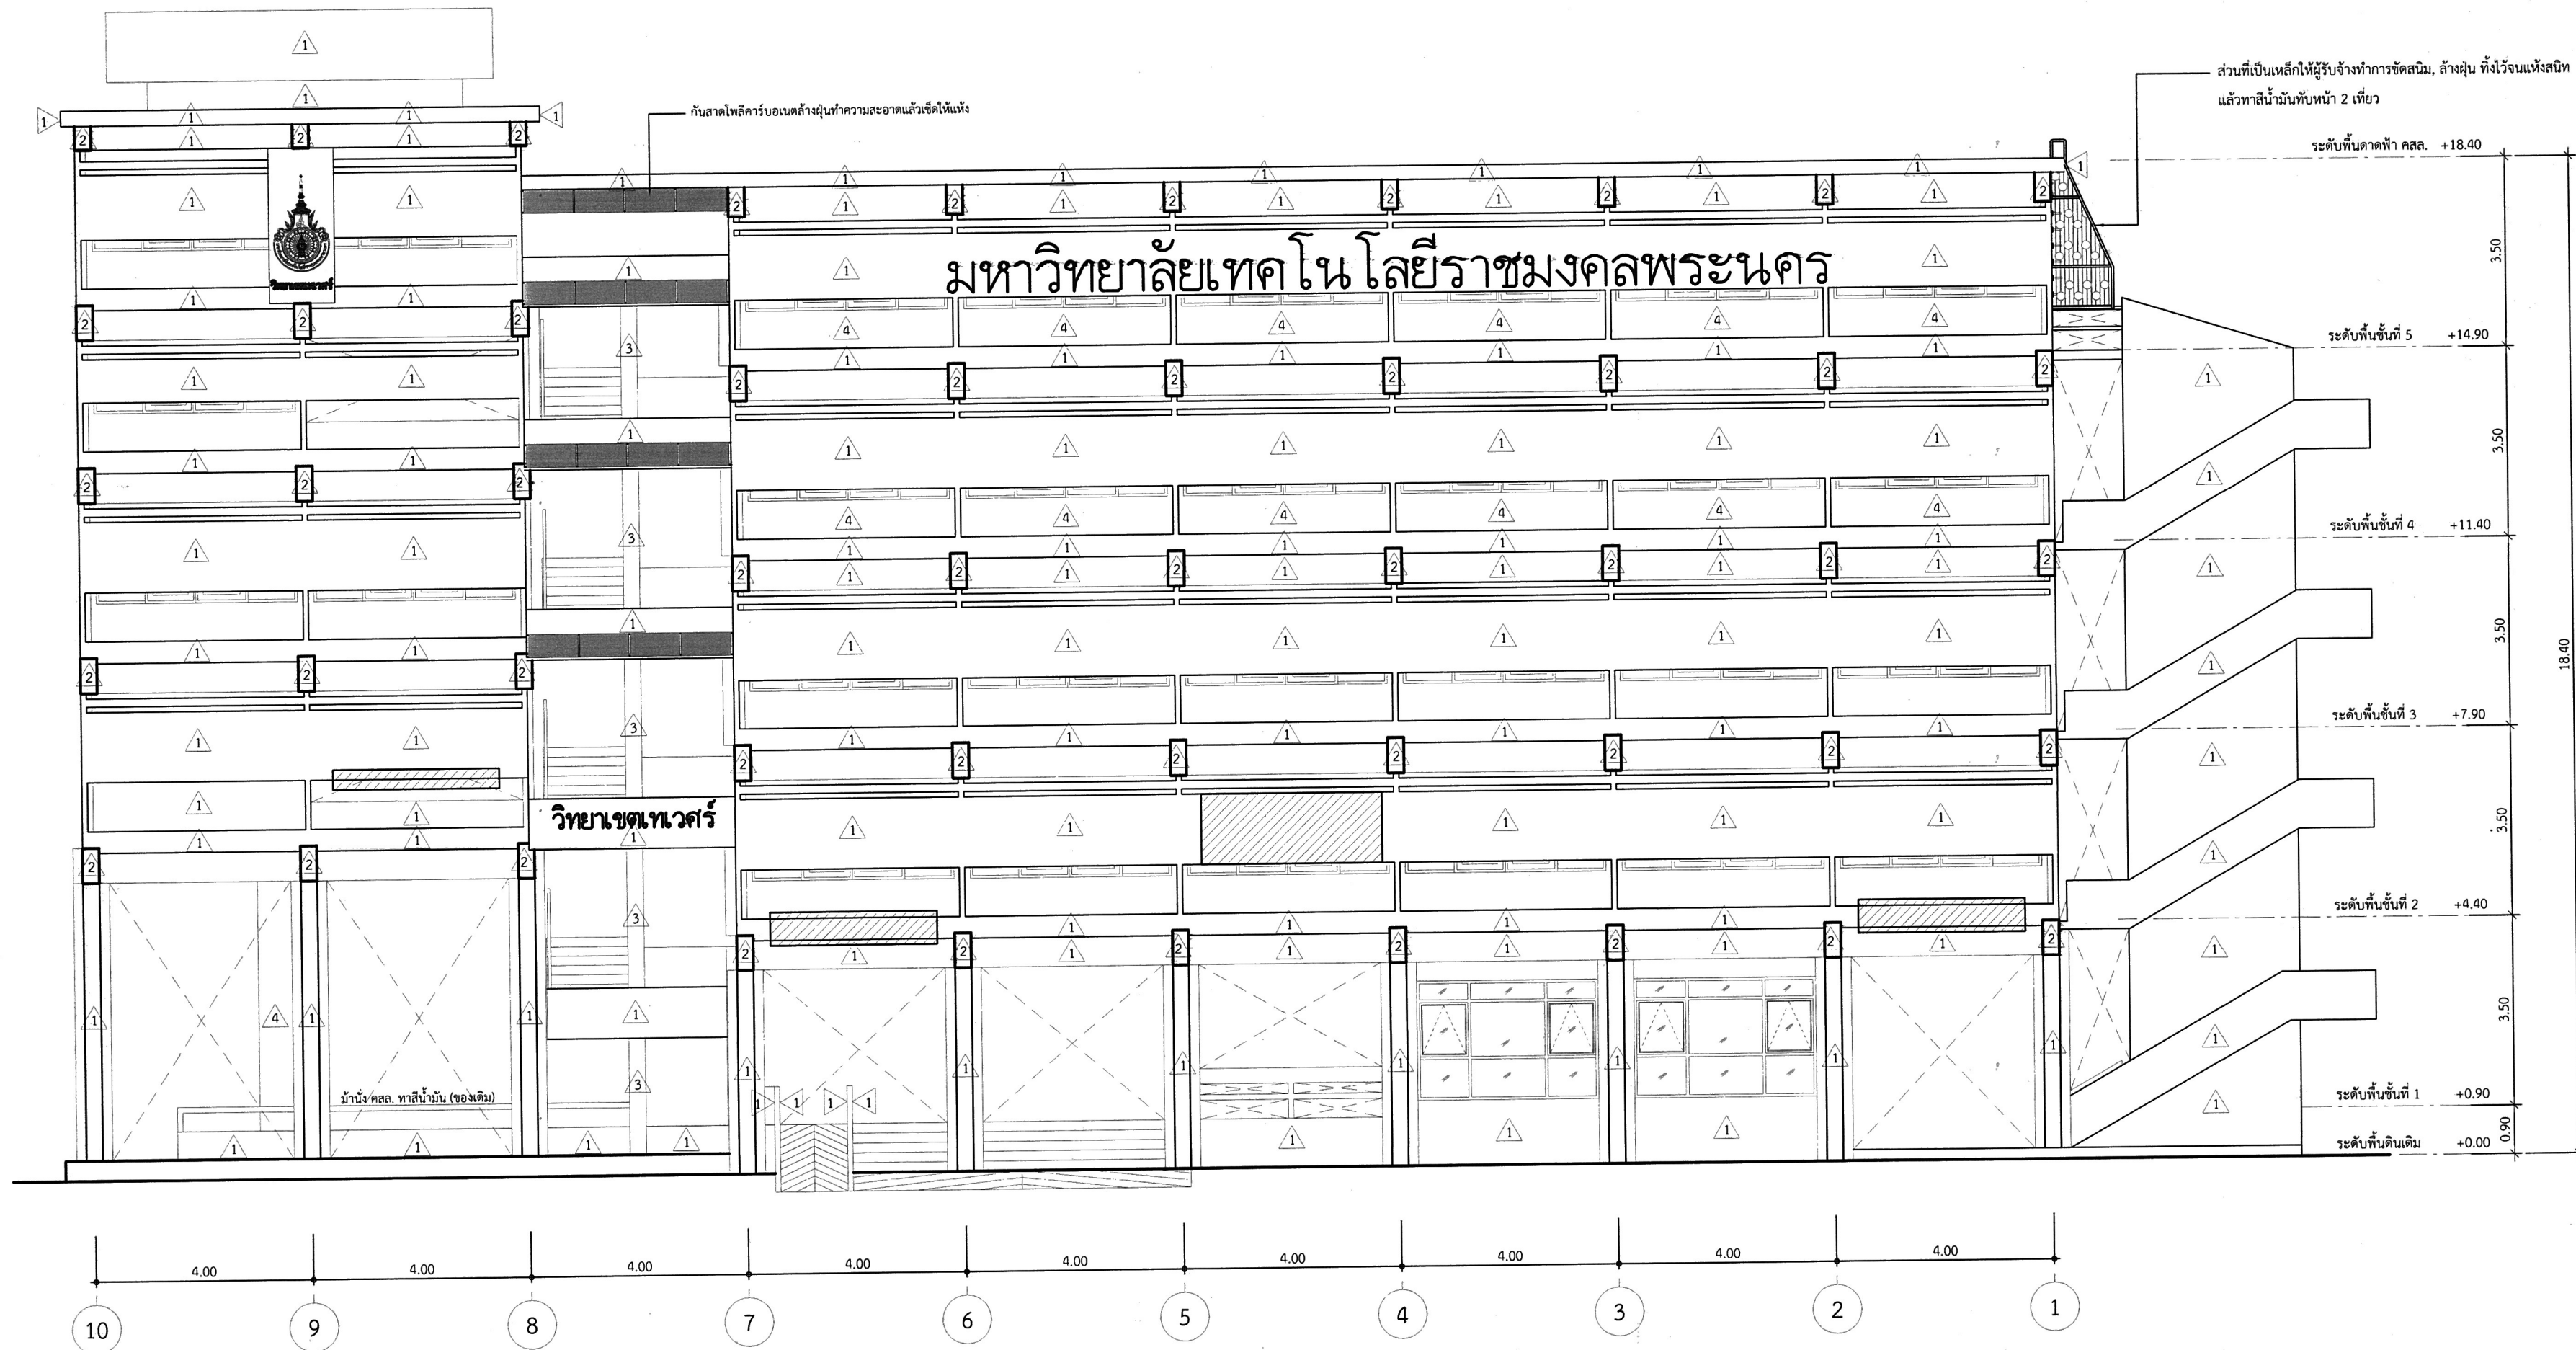 ส่วนที่เป็นเหล็กให้ผู้รับจ้างทำการขัดสนิม, ล้างฝุ่น ทิ้งไว้จนแห้งสนิท
แล้วทาสีน้ำมันทับหน้า 2 เที่ยว
กันสาดโพลีคาร์บอเนตล้างฝุ่นทำความสะอาดแล้วเช็ดให้แห้ง
ระดับพื้นดาดฟ้า คสล. +18.40
3.50
มหาวิทยาลัยเทคโนโลยีราชมงคลพระนคร
วิทยาเขตเทเวศร์
ระดับพื้นชั้นที่ 5 +14.90
3.50
ระดับพื้นชั้นที่ 4 +11.40
3.50
18.40
ระดับพื้นชั้นที่ 3 +7.90
3.50
วิทยาเขตเทเวศร์
ระดับพื้นชั้นที่ 2 +4.40
3.50
ม้านั่ง คสล. ทาสีน้ำมัน (ของเดิม)
ระดับพื้นชั้นที่ 1 +0.90
0.90
ระดับพื้นดินเดิม +0.00
4.00 4.00 4.00 4.00 4.00 4.00 4.00 4.00 4.00
10 9 8 7 6 5 4 3 2 1